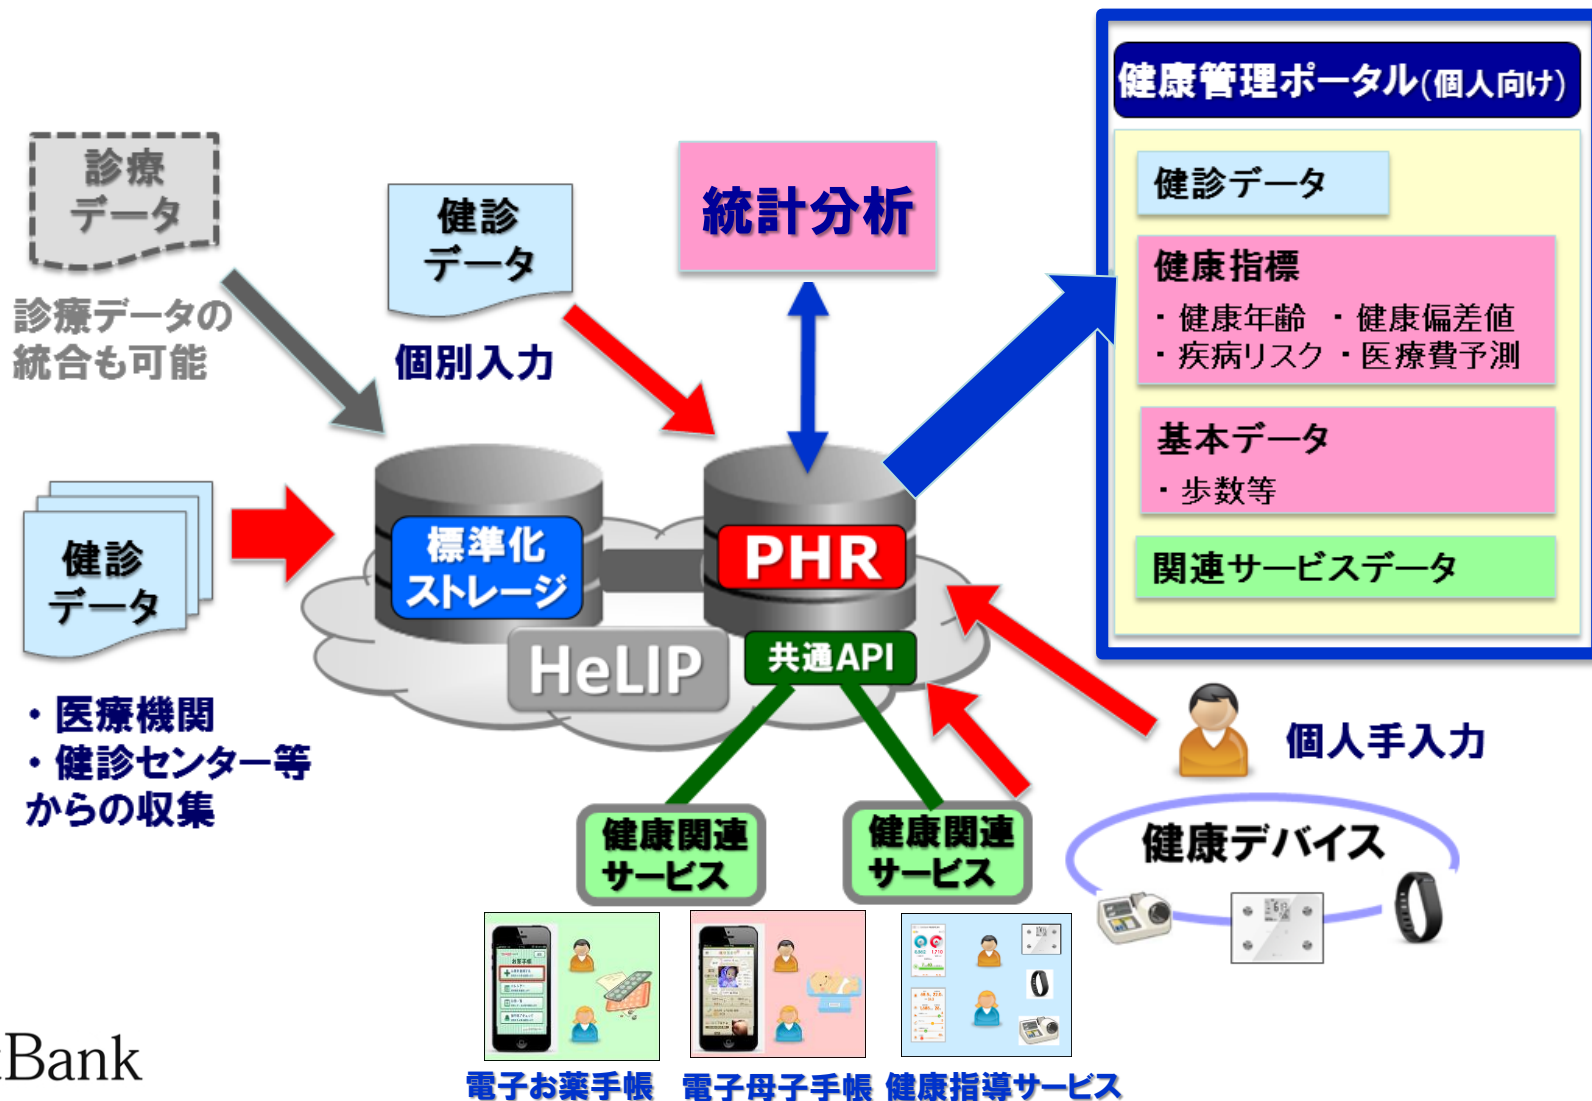 健康管理ポータル(個人向け)
健診データ
健康指標
・健康年齢 ・健康偏差値
・疾病リスク ・医療費予測
基本データ
・歩数等
関連サービスデータ
診療
データ
診療データの
統合も可能
健診
データ
個別入力
統計分析
健診
データ
・医療機関
・健診センター等
からの収集
標準化
ストレージ
PHR
HeLIP
共通API
個人手入力
健康デバイス
健康関連
サービス
健康関連
サービス
お薬手帳
電子お薬手帳
電子母子手帳
健康指導サービス
Bank